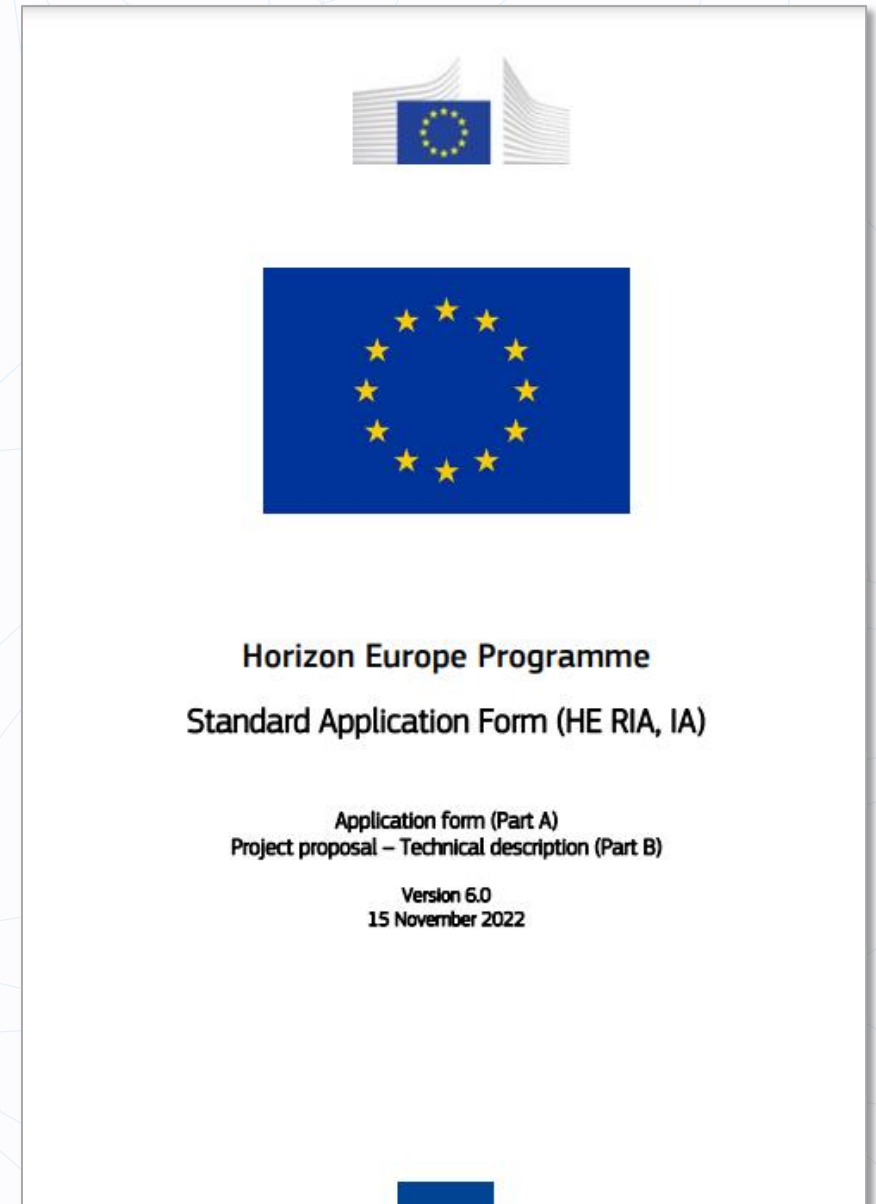 Horizon Europe Programme
Standard Application Form (HE RIA, IA)
Application form (Part A)
Project proposal – Technical description (Part B)
Version 6.0
15 November 2022